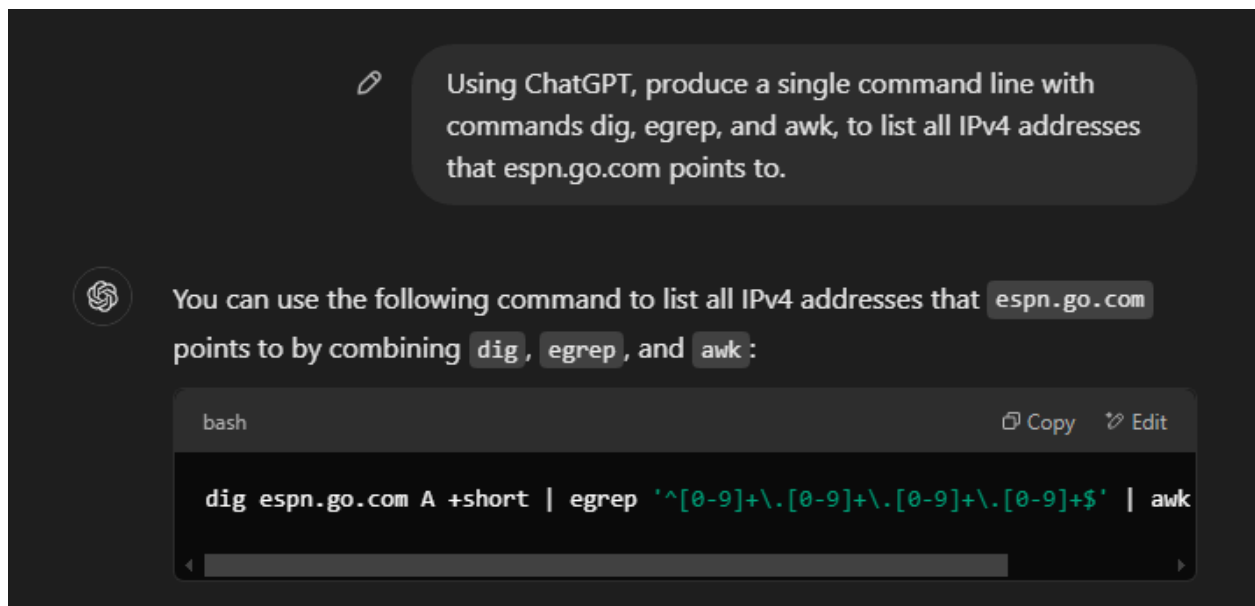 Using ChatGPT, produce a single command line with
commands dig, egrep, and awk, to list all IPv4 addresses
that espn.go.com points to.
You can use the following command to list all IPv4 addresses that espn.go.com
points to by combining dig, egrep, and awk:
bash Copy Edit
dig espn.go.com A +short | egrep '^[0-9]+\.[0-9]+\.[0-9]+\.[0-9]+$' | awk